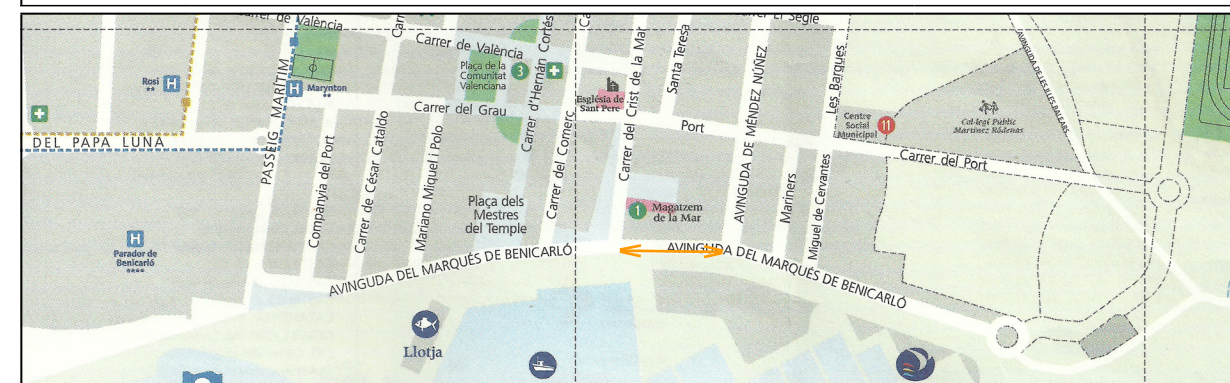 Carrer de València
Carrer de València
Carrer d'Hernán Cortés
Plaça de la
Comunitat
Valenciana
3
Rosi
H
**
H
Marynton
**
PASSEIG MARÍTIM
Carrer del Grau
Església de
Sant Pere
Carrer del Crist de la Mar
Santa Teresa
AVINGUDA DE MÉNDEZ NÚÑEZ
Les Barques
Centre
Social
Municipal
11
Col·legi Públic
Martínez Ródenas
AVINGUDA DE LES ILLES BALEARS
DEL PAPA LUNA
Port
Carrer del Port
Companyia del Port
Carrer de César Cataldo
Mariano Miquel i Polo
Carrer del Comerç
Plaça dels
Mestres
del Temple
1
Magatzem
de la Mar
Mariners
Miguel de Cervantes
H
Parador de
Benicarló
****
AVINGUDA DEL MARQUÉS DE BENICARLÓ
AVINGUDA DEL MARQUÉS DE BENICARLÓ
Llotja